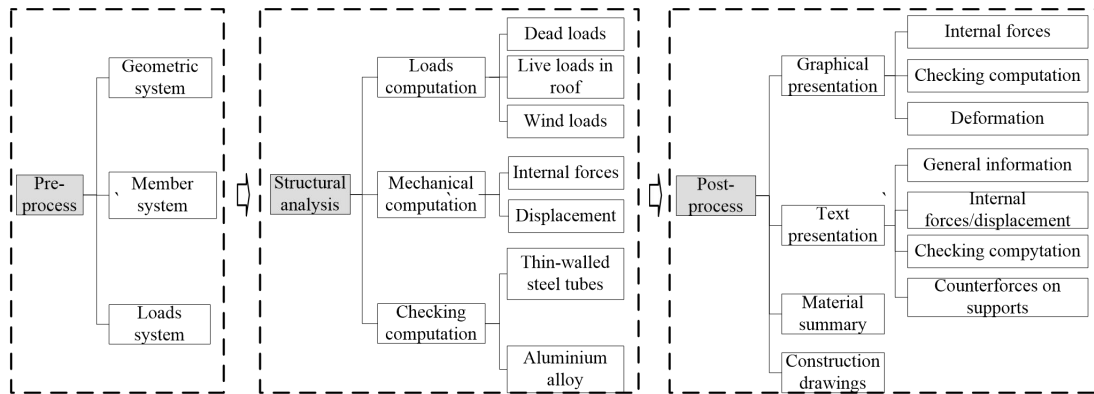 Pre-
process
Geometric
system
Member
system
Loads
system
Structural
analysis
Loads
computation
Dead loads
Live loads in
roof
Wind loads
Mechanical
computation
Internal forces
Displacement
Checking
computation
Thin-walled
steel tubes
Aluminium
alloy
Post-
process
Graphical
presentation
Internal forces
Checking computation
Deformation
Text
presentation
General information
Internal
forces/displacement
Checking compytation
Counterforces on
supports
Material
summary
Construction
drawings